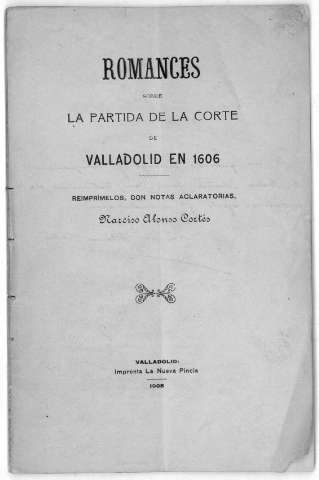 ROMANCES
SOBRE
LA PARTIDA DE LA CORTE
DE
VALLADOLID EN 1606
REIMPRÍMELOS, CON NOTAS ACLARATORIAS,
Narciso Alonso Cortés
VALLADOLID:
Imprenta La Nueva Pincia
1908